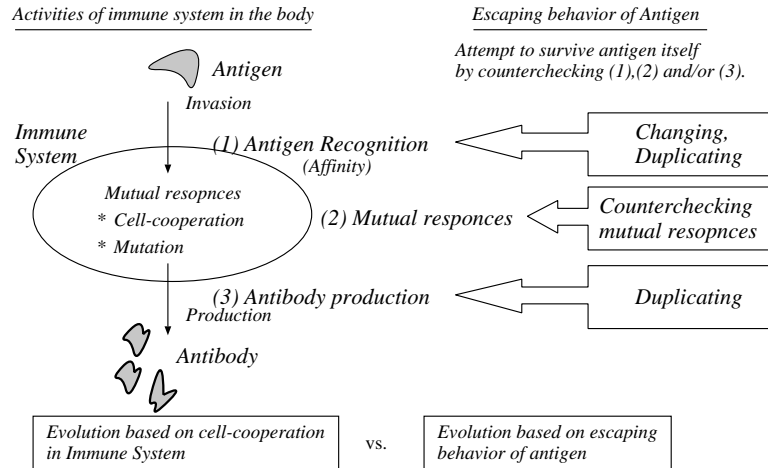 Activities of immune system in the body
Escaping behavior of Antigen
Attempt to survive antigen itself
by counterchecking (1),(2) and/or (3).
Antigen
Invasion
Immune
System
(1) Antigen Recognition
(Affinity)
Changing,
Duplicating
Mutual resopnces
* Cell-cooperation
* Mutation
(2) Mutual responces
Counterchecking
mutual resopnces
(3) Antibody production
Duplicating
Production
Antibody
Evolution based on cell-cooperation
in Immune System
vs.
Evolution based on escaping
behavior of antigen